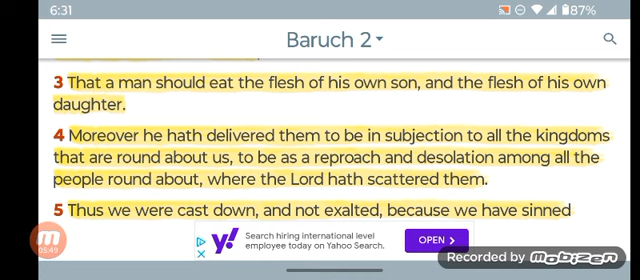 6:31
87%
Baruch 2
3 That a man should eat the flesh of his own son, and the flesh of his own
daughter.
4 Moreover he hath delivered them to be in subjection to all the kingdoms
that are round about us, to be as a reproach and desolation among all the
people round about, where the Lord hath scattered them.
5 Thus we were cast down, and not exalted, because we have sinned
M
05:49
y!
Search hiring international level
employee today on Yahoo Search.
OPEN >
Recorded by Mobizen